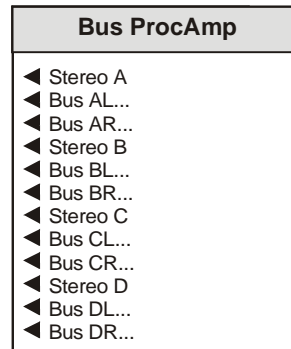 Bus ProcAmp
◄ Stereo A
◄ Bus AL...
◄ Bus AR...
◄ Stereo B
◄ Bus BL...
◄ Bus BR...
◄ Stereo C
◄ Bus CL...
◄ Bus CR...
◄ Stereo D
◄ Bus DL...
◄ Bus DR...